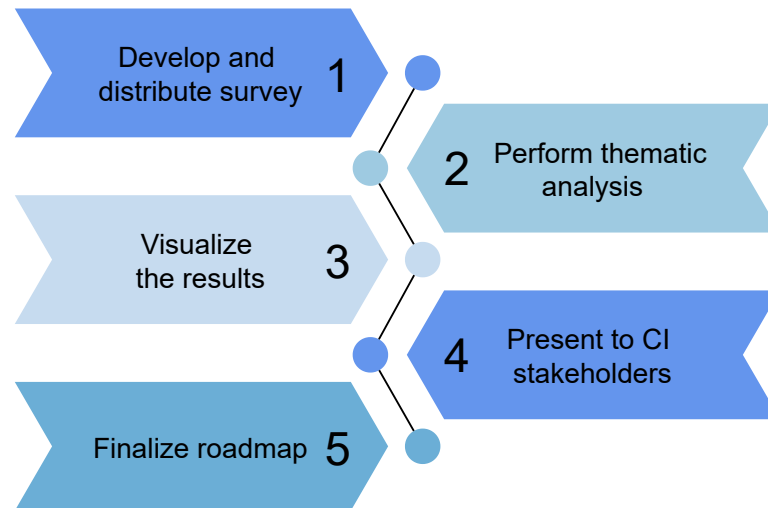 Develop and
distribute survey
1
2
Perform thematic
analysis
Visualize
the results
3
4
Present to CI
stakeholders
Finalize roadmap 5